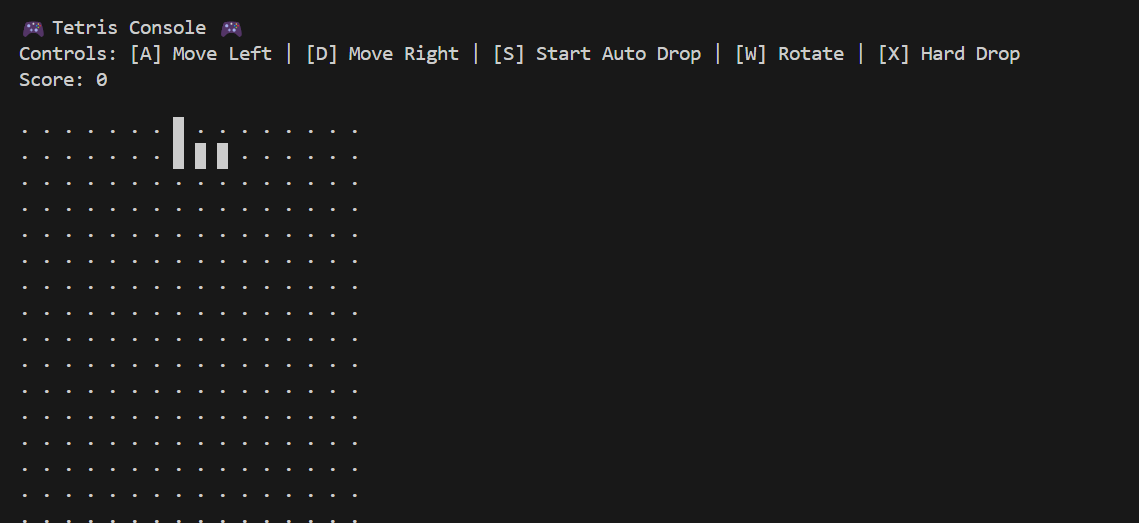 🎮 Tetris Console 🎮
Controls: [A] Move Left | [D] Move Right | [S] Start Auto Drop | [W] Rotate | [X] Hard Drop
Score: 0
. . . . . . . █ . . . . . . . .
. . . . . . . █ █ █ . . . . . .
. . . . . . . . . . . . . . . .
. . . . . . . . . . . . . . . .
. . . . . . . . . . . . . . . .
. . . . . . . . . . . . . . . .
. . . . . . . . . . . . . . . .
. . . . . . . . . . . . . . . .
. . . . . . . . . . . . . . . .
. . . . . . . . . . . . . . . .
. . . . . . . . . . . . . . . .
. . . . . . . . . . . . . . . .
. . . . . . . . . . . . . . . .
. . . . . . . . . . . . . . . .
. . . . . . . . . . . . . . . .
. . . . . . . . . . . . . . . .